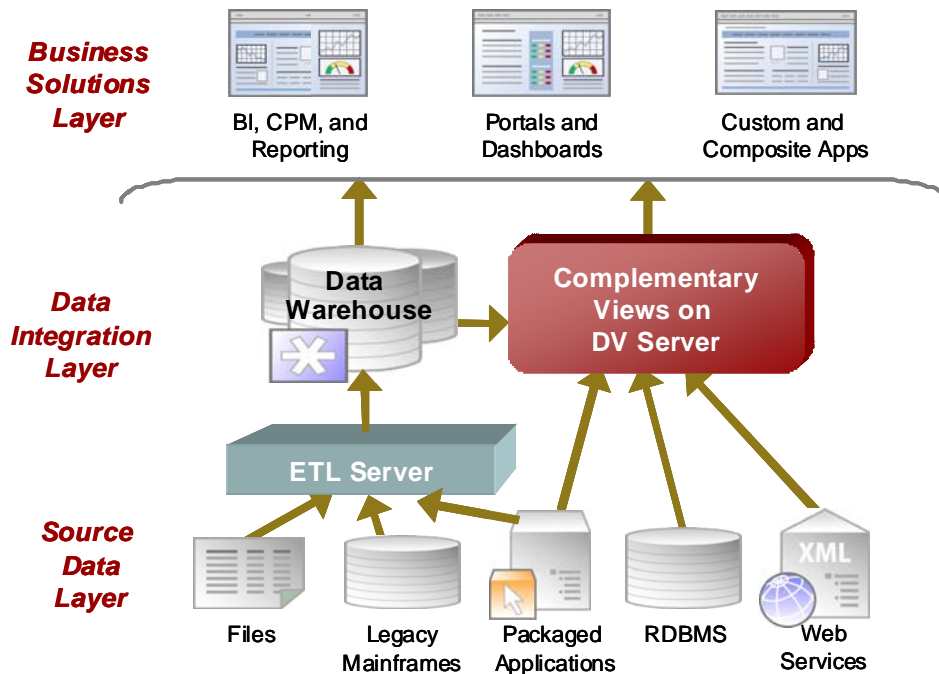 Business
Solutions
Layer
BI, CPM, and
Reporting
Portals and
Dashboards
Custom and
Composite Apps
Data
Integration
Layer
Data
Warehouse
Complementary
Views on
DV Server
ETL Server
Source
Data
Layer
XML
Files
Legacy
Mainframes
Packaged
Applications
RDBMS
Web
Services